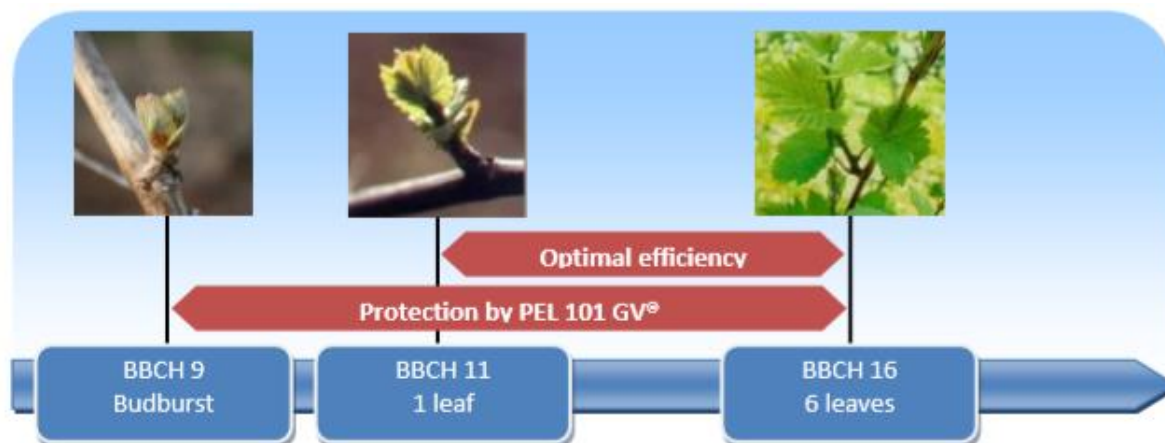 Optimal efficiency
Protection by PEL 101 GV®
BBCH 9
Budburst
BBCH 11
1 leaf
BBCH 16
6 leaves